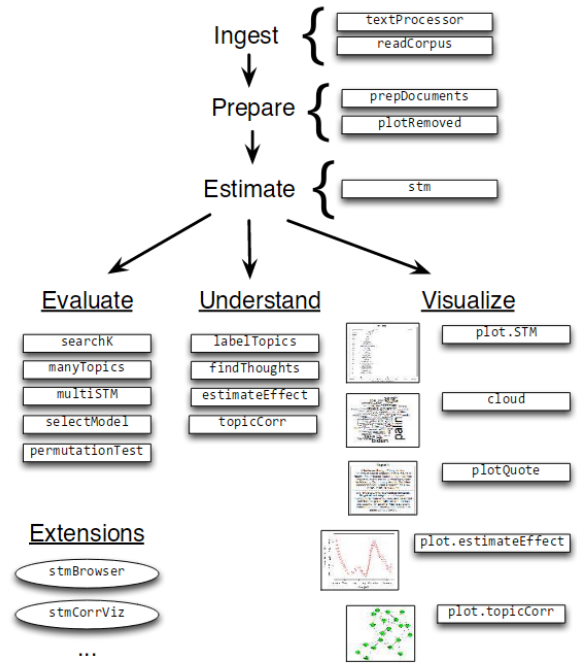 Ingest
textProcessor
readCorpus
Prepare
prepDocuments
plotRemoved
Estimate
stm
Evaluate
searchK
manyTopics
multiSTM
selectModel
permutationTest
Understand
labelTopics
findThoughts
estimateEffect
topicCorr
Visualize
plot.STM
cloud
palin
plotQuote
plot.estimateEffect
plot.topicCorr
Extensions
stmBrowser
stmCorrViz
...